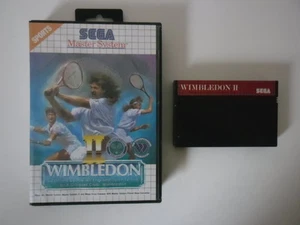 SPORTS
SEGA
Master System
II
WIMBLEDON
WIMBLEDON II
SEGA